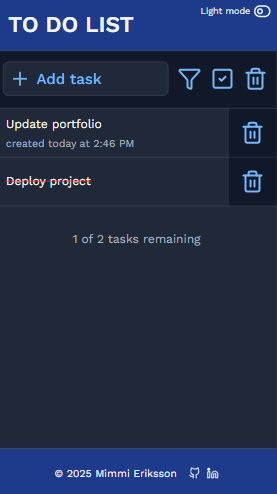 Light mode
TO DO LIST
Add task
Update portfolio
created today at 2:46 PM
Deploy project
1 of 2 tasks remaining
© 2025 Mimmi Eriksson